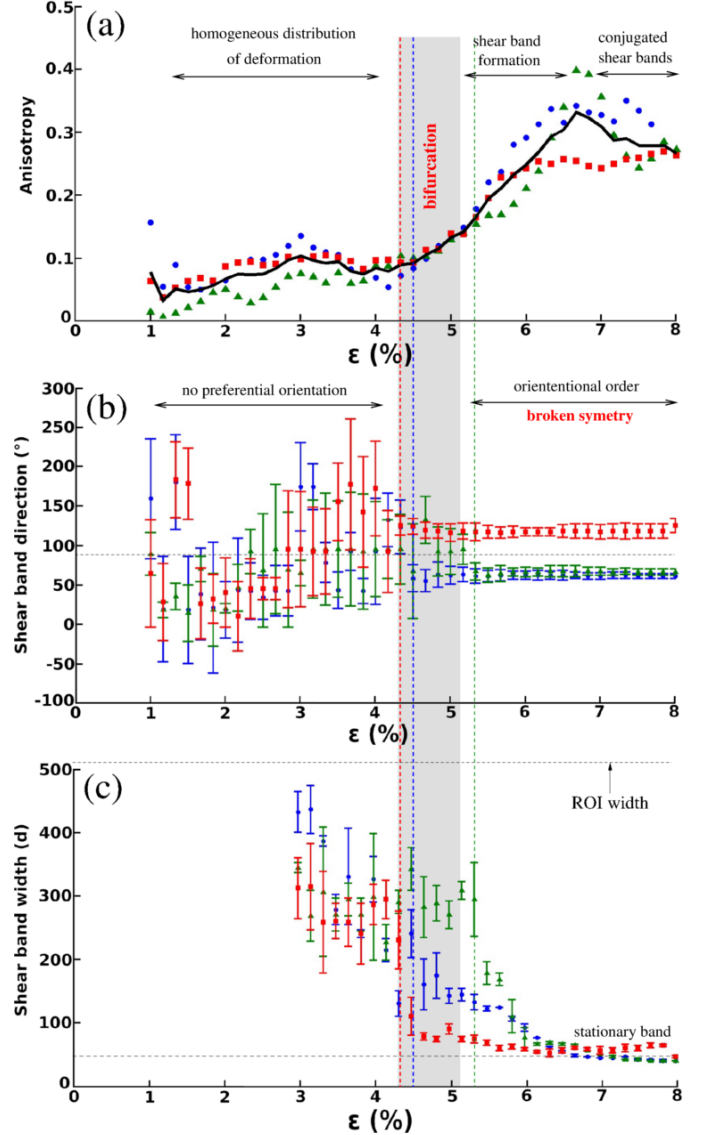 (a)
homogeneous distribution
of deformation
shear band
formation
conjugated
shear bands
bifurcation
Anisotropy
0.5
0.4
0.3
0.2
0.1
0
0 1 2 3 4 5 6 7 8
ε (%)
(b)
no preferential orientation
oriententional order
broken symetry
Shear band direction (°)
300
250
200
150
100
50
0
-50
-100
0 1 2 3 4 5 6 7 8
ε (%)
(c)
ROI width
stationary band
Shear band width (d)
500
400
300
200
100
0
0 1 2 3 4 5 6 7 8
ε (%)